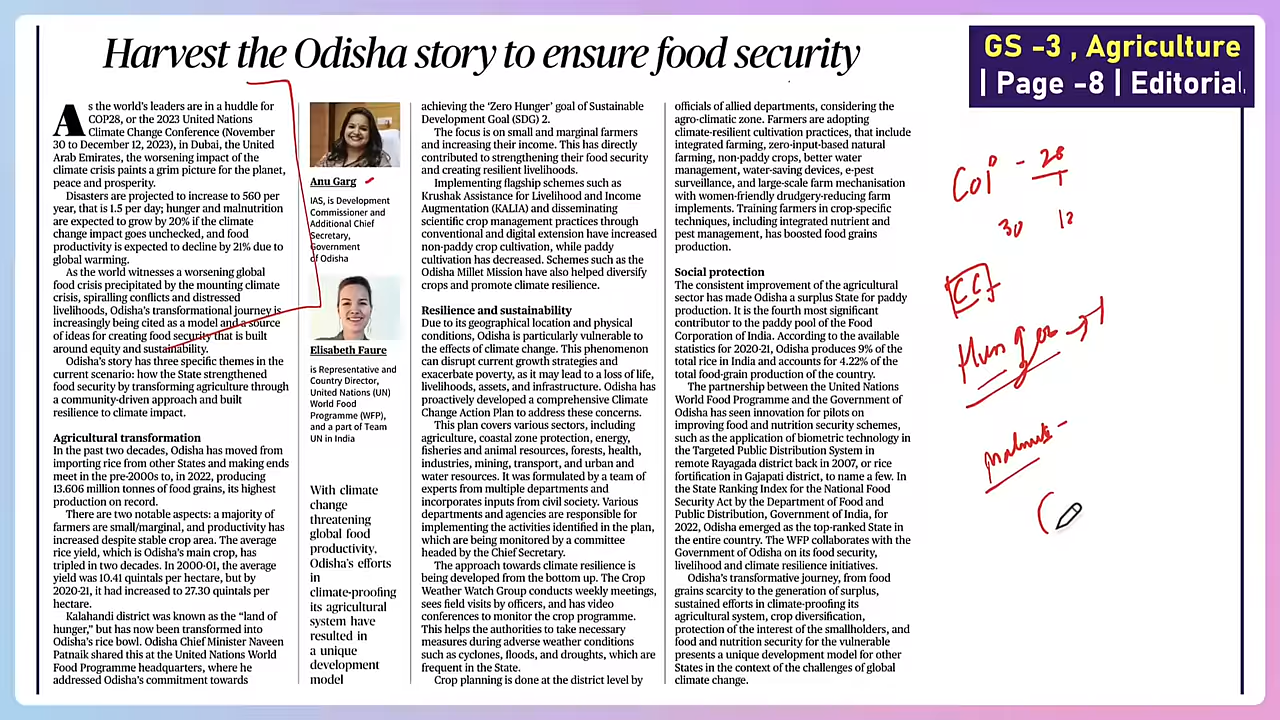 Harvest the Odisha story to ensure food security
GS -3 , Agriculture
| Page -8 | Editorial
As the world's leaders are in a huddle for
COP28, or the 2023 United Nations
Climate Change Conference (November
30 to December 12, 2023), in Dubai, the United
Arab Emirates, the worsening impact of the
climate crisis paints a grim picture for the planet,
peace and prosperity.
Disasters are projected to increase to 560 per
year, that is 1.5 per day; hunger and malnutrition
are expected to grow by 20% if the climate
change impact goes unchecked, and food
productivity is expected to decline by 21% due to
global warming.
As the world witnesses a worsening global
food crisis precipitated by the mounting climate
crisis, spiralling conflicts and distressed
livelihoods, Odisha's transformational journey is
increasingly being cited as a model and a source
of ideas for creating food security that is built
around equity and sustainability.
Odisha's story has three specific themes in the
current scenario: how the State strengthened
food security by transforming agriculture through
a community-driven approach and built
resilience to climate impact.
Agricultural transformation
In the past two decades, Odisha has moved from
importing rice from other States and making ends
meet in the pre-2000s to, in 2022, producing
13.606 million tonnes of food grains, its highest
production on record.
There are two notable aspects: a majority of
farmers are small/marginal, and productivity has
increased despite stable crop area. The average
rice yield, which is Odisha's main crop, has
tripled in two decades. In 2000-01, the average
yield was 10.41 quintals per hectare, but by
2020-21, it had increased to 27.30 quintals per
hectare.
Kalahandi district was known as the "land of
hunger," but has now been transformed into
Odisha's rice bowl. Odisha Chief Minister Naveen
Patnaik shared this at the United Nations World
Food Programme headquarters, where he
addressed Odisha's commitment towards
Anu Garg
IAS, is Development
Commissioner and
Additional Chief
Secretary,
Government
of Odisha
Elisabeth Faure
is Representative and
Country Director,
United Nations (UN)
World Food
Programme (WFP),
and a part of Team
UN in India
With climate
change
threatening
global food
productivity,
Odisha's efforts
in
climate-proofing
its agricultural
system have
resulted in
a unique
development
model
achieving the 'Zero Hunger' goal of Sustainable
Development Goal (SDG) 2.
The focus is on small and marginal farmers
and increasing their income. This has directly
contributed to strengthening their food security
and creating resilient livelihoods.
Implementing flagship schemes such as
Krushak Assistance for Livelihood and Income
Augmentation (KALIA) and disseminating
scientific crop management practices through
conventional and digital extension have increased
non-paddy crop cultivation, while paddy
cultivation has decreased. Schemes such as the
Odisha Millet Mission have also helped diversify
crops and promote climate resilience.
Resilience and sustainability
Due to its geographical location and physical
conditions, Odisha is particularly vulnerable to
the effects of climate change. This phenomenon
can disrupt current growth strategies and
exacerbate poverty, as it may lead to a loss of life,
livelihoods, assets, and infrastructure. Odisha has
proactively developed a comprehensive Climate
Change Action Plan to address these concerns.
This plan covers various sectors, including
agriculture, coastal zone protection, energy,
fisheries and animal resources, forests, health,
industries, mining, transport, and urban and
water resources. It was formulated by a team of
experts from multiple departments and
incorporates inputs from civil society. Various
departments and agencies are responsible for
implementing the activities identified in the plan,
which are being monitored by a committee
headed by the Chief Secretary.
The approach towards climate resilience is
being developed from the bottom up. The Crop
Weather Watch Group conducts weekly meetings,
sees field visits by officers, and has video
conferences to monitor the crop programme.
This helps the authorities to take necessary
measures during adverse weather conditions
such as cyclones, floods, and droughts, which are
frequent in the State.
Crop planning is done at the district level by
officials of allied departments, considering the
agro-climatic zone. Farmers are adopting
climate-resilient cultivation practices, that include
integrated farming, zero-input-based natural
farming, non-paddy crops, better water
management, water-saving devices, e-pest
surveillance, and large-scale farm mechanisation
with women-friendly drudgery-reducing farm
implements. Training farmers in crop-specific
techniques, including integrated nutrient and
pest management, has boosted food grains
production.
Social protection
The consistent improvement of the agricultural
sector has made Odisha a surplus State for paddy
production. It is the fourth most significant
contributor to the paddy pool of the Food
Corporation of India. According to the available
statistics for 2020-21, Odisha produces 9% of the
total rice in India and accounts for 4.22% of the
total food-grain production of the country.
The partnership between the United Nations
World Food Programme and the Government of
Odisha has seen innovation for pilots on
improving food and nutrition security schemes,
such as the application of biometric technology in
the Targeted Public Distribution System in
remote Rayagada district back in 2007, or rice
fortification in Gajapati district, to name a few. In
the State Ranking Index for the National Food
Security Act by the Department of Food and
Public Distribution, Government of India, for
2022, Odisha emerged as the top-ranked State in
the entire country. The WFP collaborates with the
Government of Odisha on its food security,
livelihood and climate resilience initiatives.
Odisha's transformative journey, from food
grains scarcity to the generation of surplus,
sustained efforts in climate-proofing its
agricultural system, crop diversification,
protection of the interest of the smallholders, and
food and nutrition security for the vulnerable
presents a unique development model for other
States in the context of the challenges of global
climate change.
COP - 28
30 12
CC
Hunger